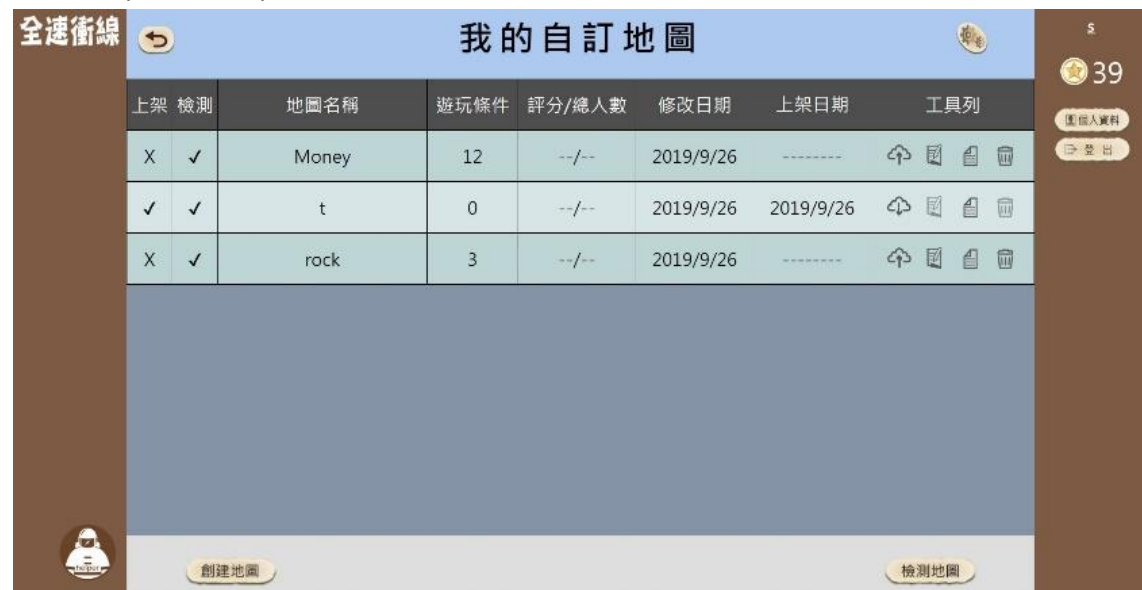 全速衝線
我的自訂地圖
s
39
個人資料
登出
上架 檢測 地圖名稱 遊玩條件 評分/總人數 修改日期 上架日期 工具列
X ✓ Money 12 --/-- 2019/9/26 --------
✓ ✓ t 0 --/-- 2019/9/26 2019/9/26
X ✓ rock 3 --/-- 2019/9/26 --------
helper
創建地圖
檢測地圖